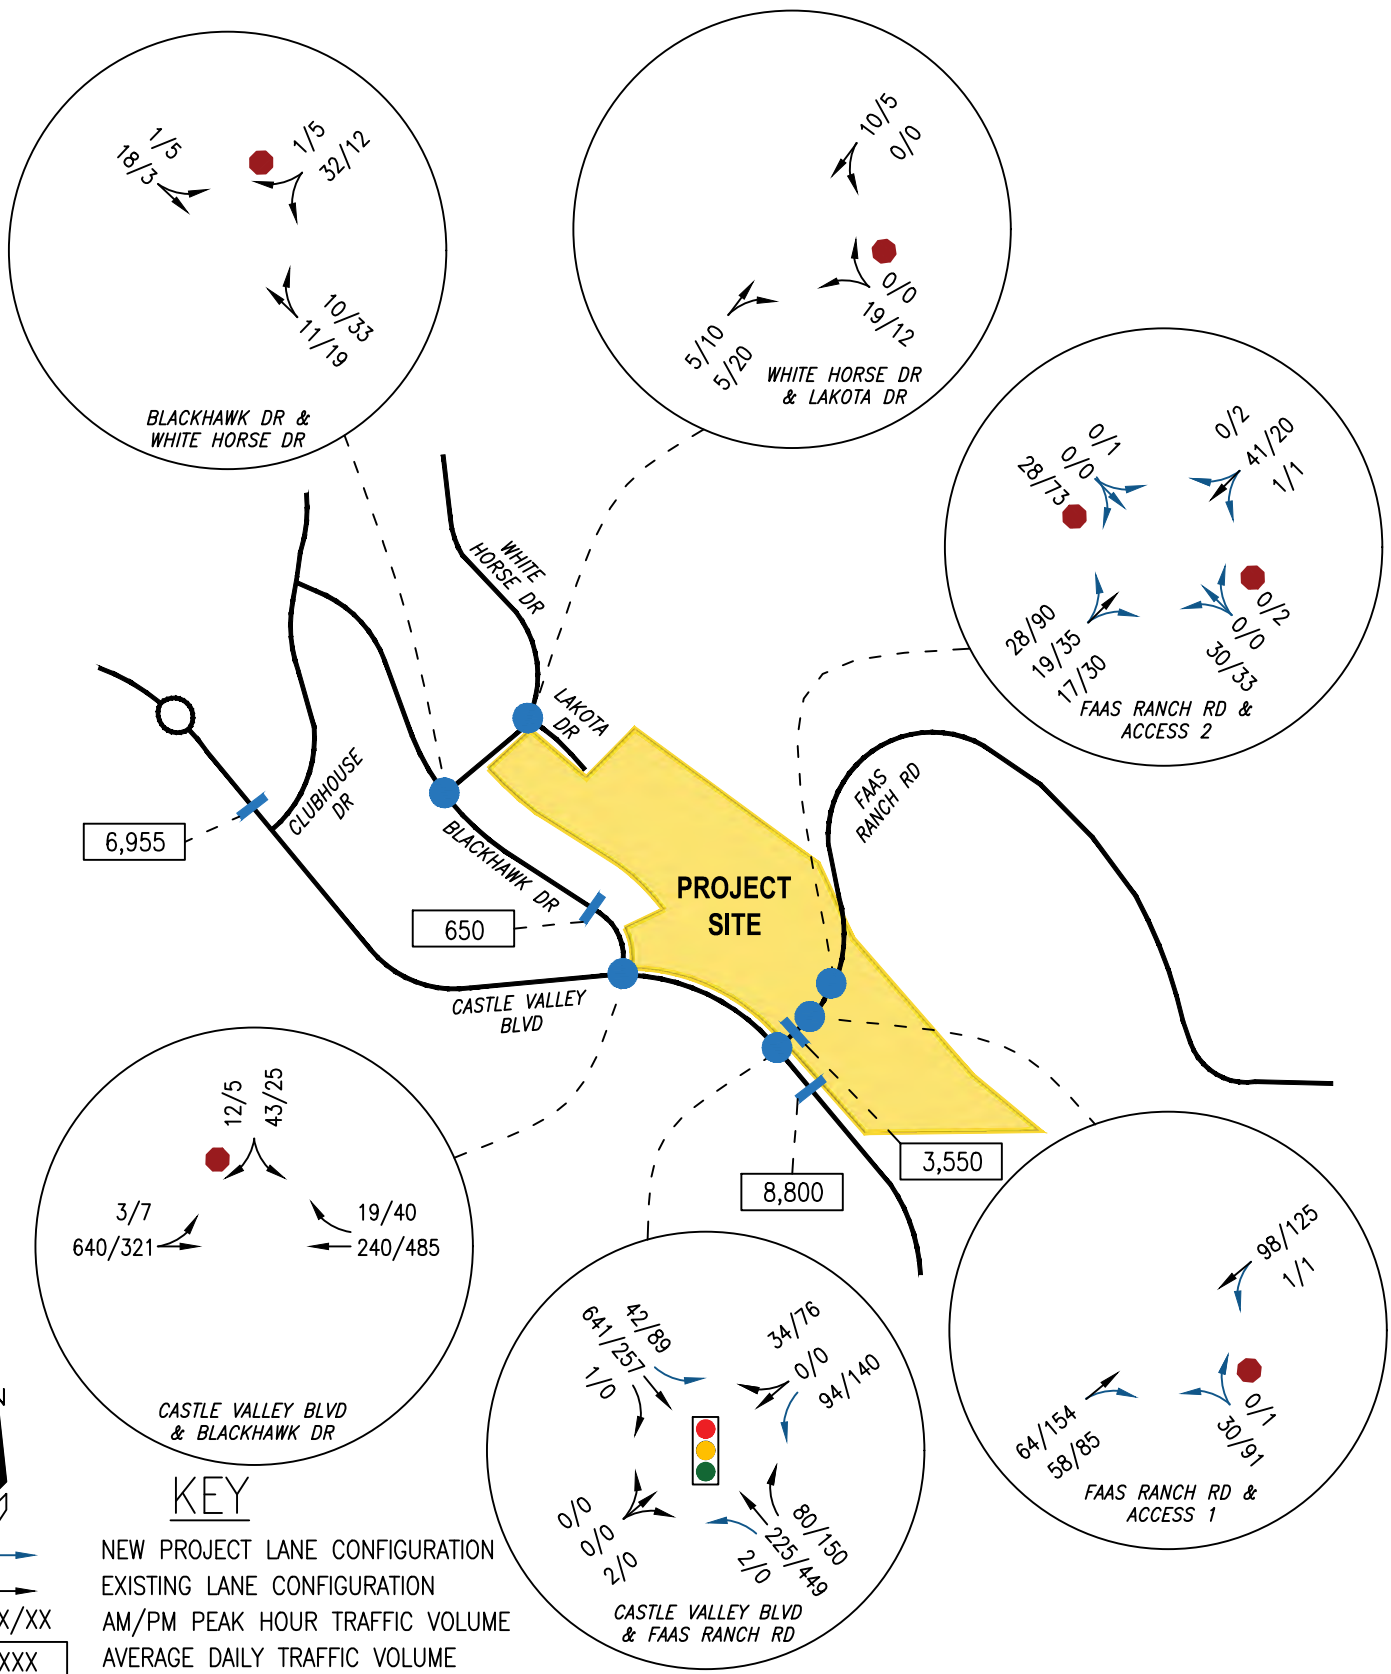 1/5
18/3
1/5
32/12
10/33
11/19
BLACKHAWK DR &
WHITE HORSE DR
10/5
0/0
0/0
19/12
5/10
5/20
WHITE HORSE DR
& LAKOTA DR
0/1
0/0
28/73
0/2
41/20
1/1
28/90
19/35
17/30
0/2
0/0
30/33
FAAS RANCH RD &
ACCESS 2
WHITE
HORSE DR
LAKOTA
DR
CLUBHOUSE
DR
BLACKHAWK DR
FAAS
RANCH RD
6,955
650
PROJECT
SITE
CASTLE VALLEY
BLVD
3,550
8,800
12/5
43/25
3/7
640/321
19/40
240/485
CASTLE VALLEY BLVD
& BLACKHAWK DR
42/89
641/257
1/0
34/76
0/0
94/140
0/0
0/0
2/0
80/150
225/449
2/0
CASTLE VALLEY BLVD
& FAAS RANCH RD
98/125
1/1
64/154
58/85
0/1
30/91
FAAS RANCH RD &
ACCESS 1
KEY
NEW PROJECT LANE CONFIGURATION
EXISTING LANE CONFIGURATION
X/XX AM/PM PEAK HOUR TRAFFIC VOLUME
XXX AVERAGE DAILY TRAFFIC VOLUME